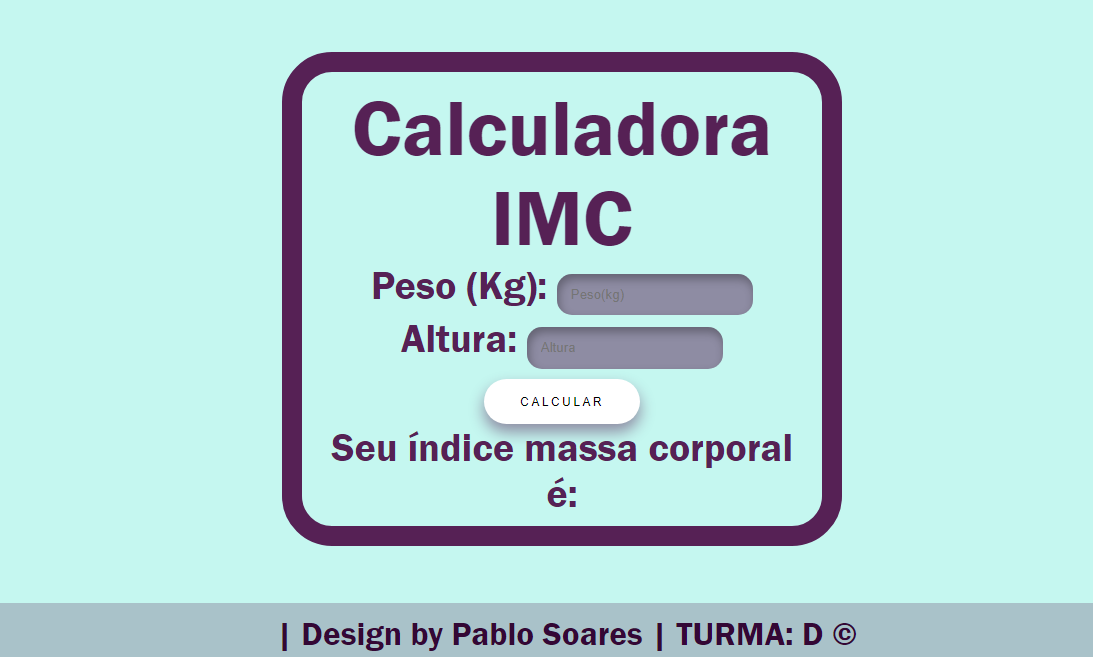 Calculadora
IMC
Peso (Kg): Peso(kg)
Altura: Altura
CALCULAR
Seu índice massa corporal
é:
| Design by Pablo Soares | TURMA: D ©